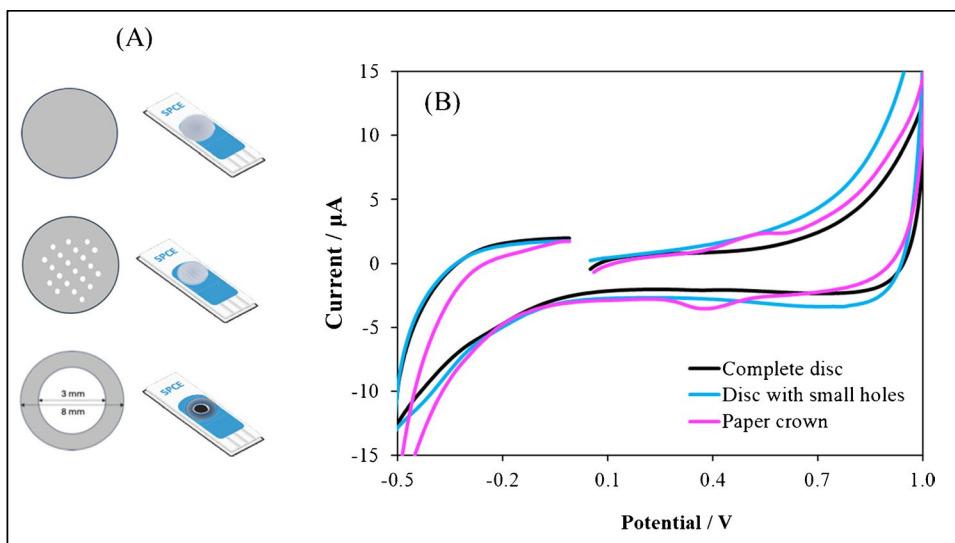 (A)
SPCE
SPCE
3 mm
8 mm
SPCE
(B)
Current / µA
15
10
5
0
-5
-10
-15
-0.5 -0.2 0.1 0.4 0.7 1.0
Potential / V
Complete disc
Disc with small holes
Paper crown